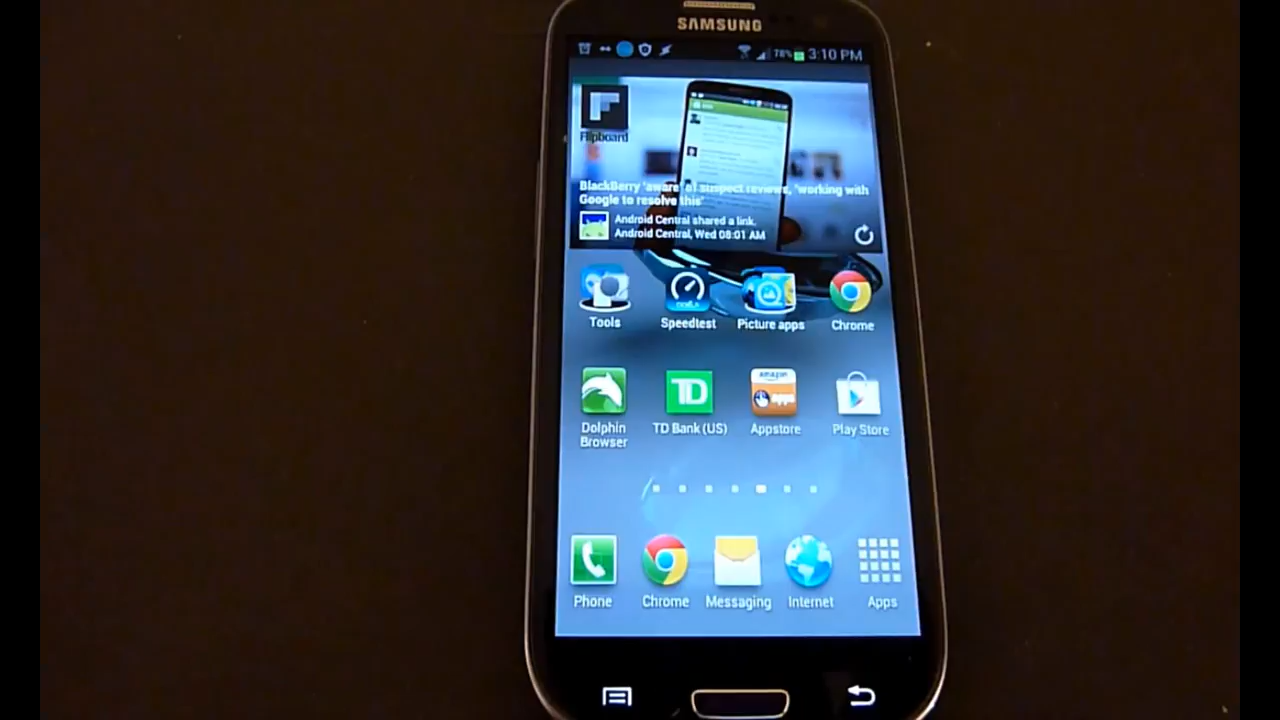 SAMSUNG
78% 3:10 PM
Flipboard
BlackBerry 'aware' of suspect reviews, 'working with
Google to resolve this'
Android Central shared a link.
Android Central, Wed 08:01 AM
Tools Speedtest Picture apps Chrome
TD
amazon
apps
Dolphin
Browser
TD Bank (US) Appstore Play Store
Phone Chrome Messaging Internet Apps